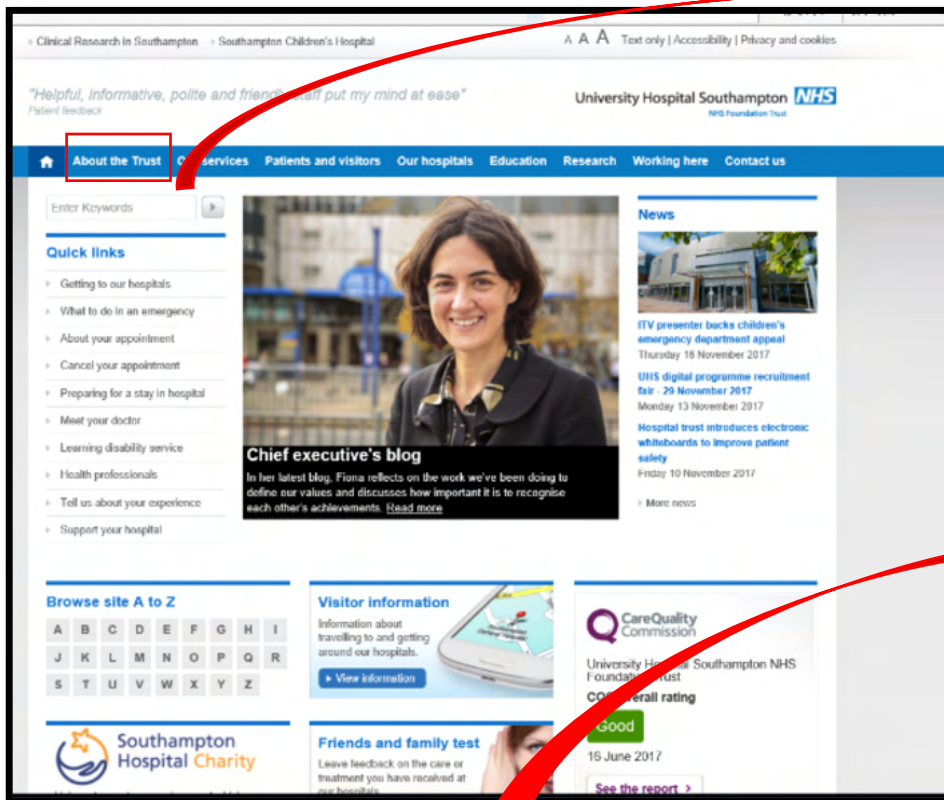 Clinical Research in Southampton Southampton Children's Hospital
A A A Text only | Accessibility | Privacy and cookies
"Helpful, informative, polite and friendly staff put my mind at ease"
Patient feedback
University Hospital Southampton NHS
NHS Foundation Trust
About the Trust Our services Patients and visitors Our hospitals Education Research Working here Contact us
Enter Keywords
Quick links
Getting to our hospitals
What to do in an emergency
About your appointment
Cancel your appointment
Preparing for a stay in hospital
Meet your doctor
Learning disability service
Health professionals
Tell us about your experience
Support your hospital
Chief executive's blog
In her latest blog, Fiona reflects on the work we've been doing to
define our values and discusses how important it is to recognise
each other's achievements. Read more
News
ITV presenter backs children's
emergency department appeal
Thursday 16 November 2017
UHS digital programme recruitment
fair - 29 November 2017
Monday 13 November 2017
Hospital trust introduces electronic
whiteboards to improve patient
safety
Friday 10 November 2017
More news
Browse site A to Z
A B C D E F G H I
J K L M N O P Q R
S T U V W X Y Z
Visitor information
Information about
travelling to and getting
around our hospitals.
View information
CareQuality
Commission
University Hospital Southampton NHS
Foundation Trust
CQC overall rating
Good
16 June 2017
See the report >
Southampton
Hospital Charity
Friends and family test
Leave feedback on the care or
treatment you have received at
our hospitals